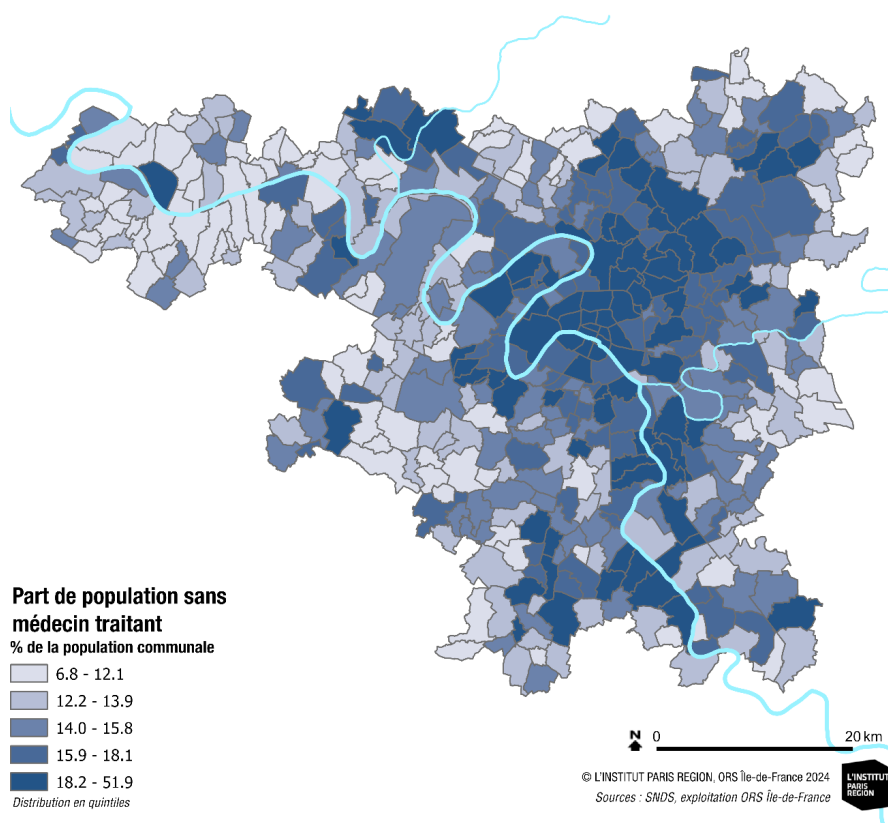 Part de population sans
médecin traitant
% de la population communale
6.8 - 12.1
12.2 - 13.9
14.0 - 15.8
15.9 - 18.1
18.2 - 51.9
Distribution en quintiles
N 0 20 km
© L'INSTITUT PARIS REGION, ORS Île-de-France 2024
Sources : SNDS, exploitation ORS Île-de-France
L'INSTITUT
PARIS
REGION